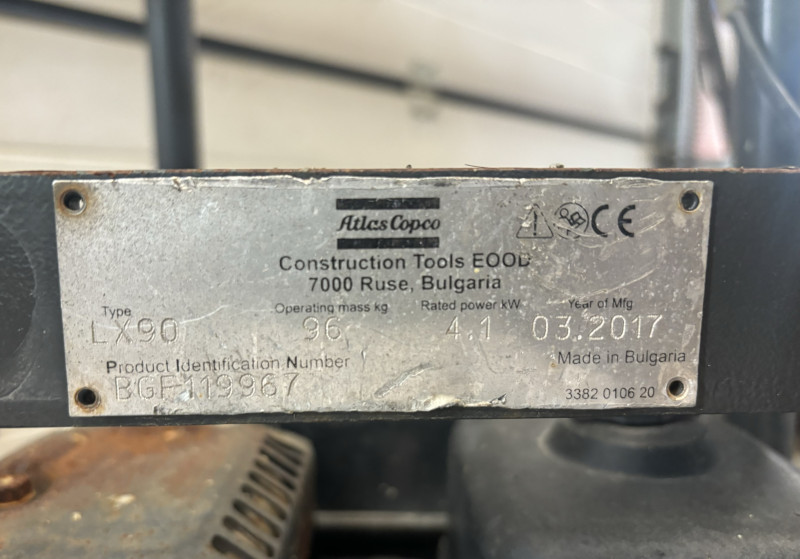 Atlas Copco
CE
Construction Tools EOOD
7000 Ruse, Bulgaria
Type Operating mass kg Rated power kW Year of Mfg
LX90 96 4.1 03.2017
Product Identification Number Made in Bulgaria
BGF119967
3382 0106 20